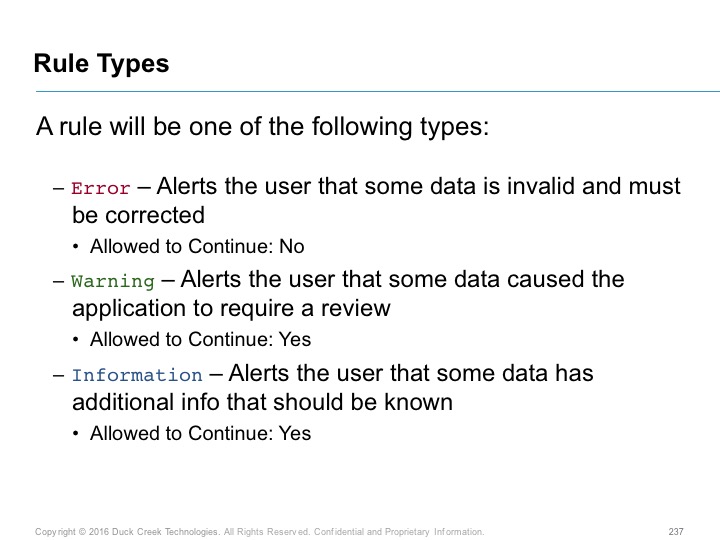 Rule Types
A rule will be one of the following types:
– Error – Alerts the user that some data is invalid and must
be corrected
• Allowed to Continue: No
– Warning – Alerts the user that some data caused the
application to require a review
• Allowed to Continue: Yes
– Information – Alerts the user that some data has
additional info that should be known
• Allowed to Continue: Yes
Copyright © 2016 Duck Creek Technologies. All Rights Reserved. Confidential and Proprietary Information.
237